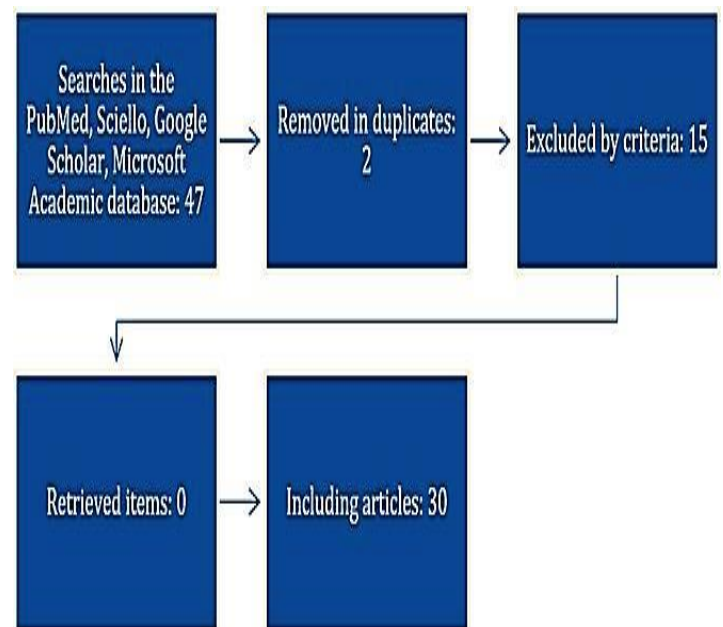 Searches in the
PubMed, Sciello, Google
Scholar, Microsoft
Academic database: 47
Removed in duplicates:
2
Excluded by criteria: 15
Retrieved items: 0
Including articles: 30